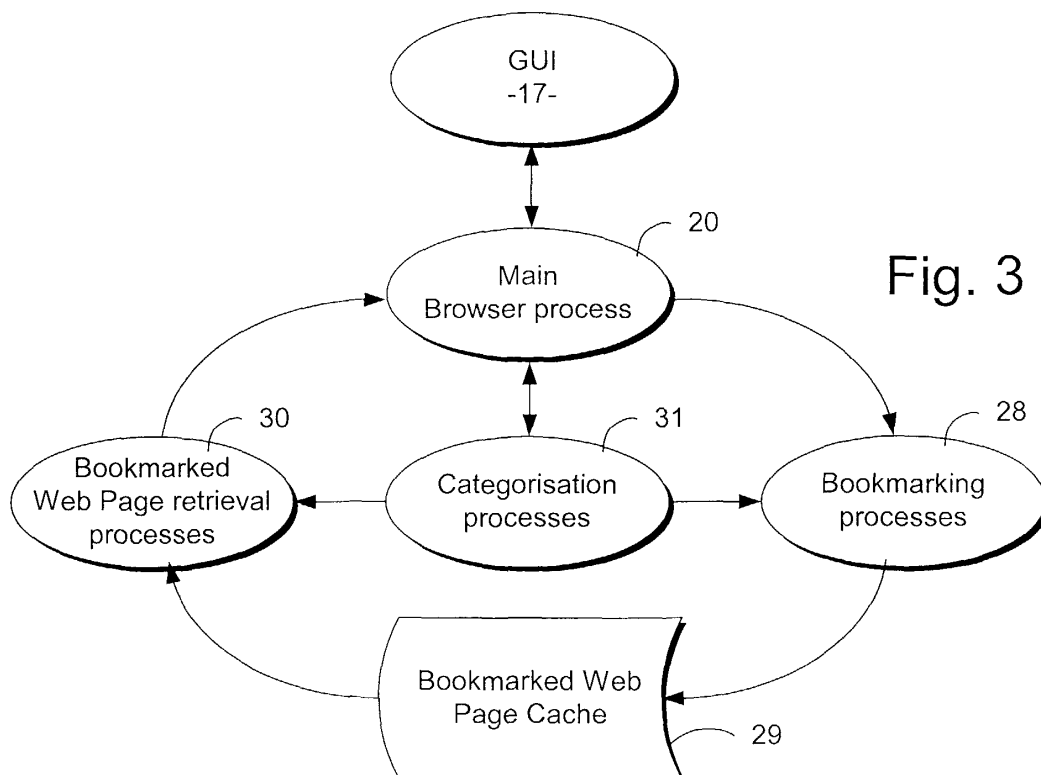 GUI
-17-
20
Main
Browser process
Fig. 3
30
31
28
Bookmarked
Web Page retrieval
processes
Categorisation
processes
Bookmarking
processes
Bookmarked Web
Page Cache
29